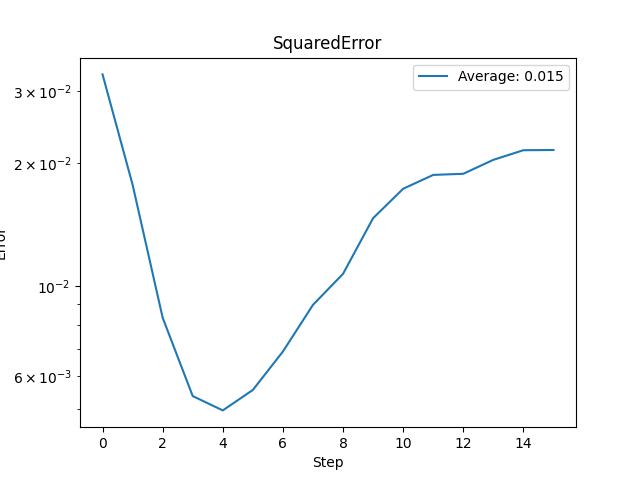 SquaredError
Average: 0.015
3 × 10⁻²
2 × 10⁻²
10⁻²
6 × 10⁻³
Error
0 2 4 6 8 10 12 14
Step